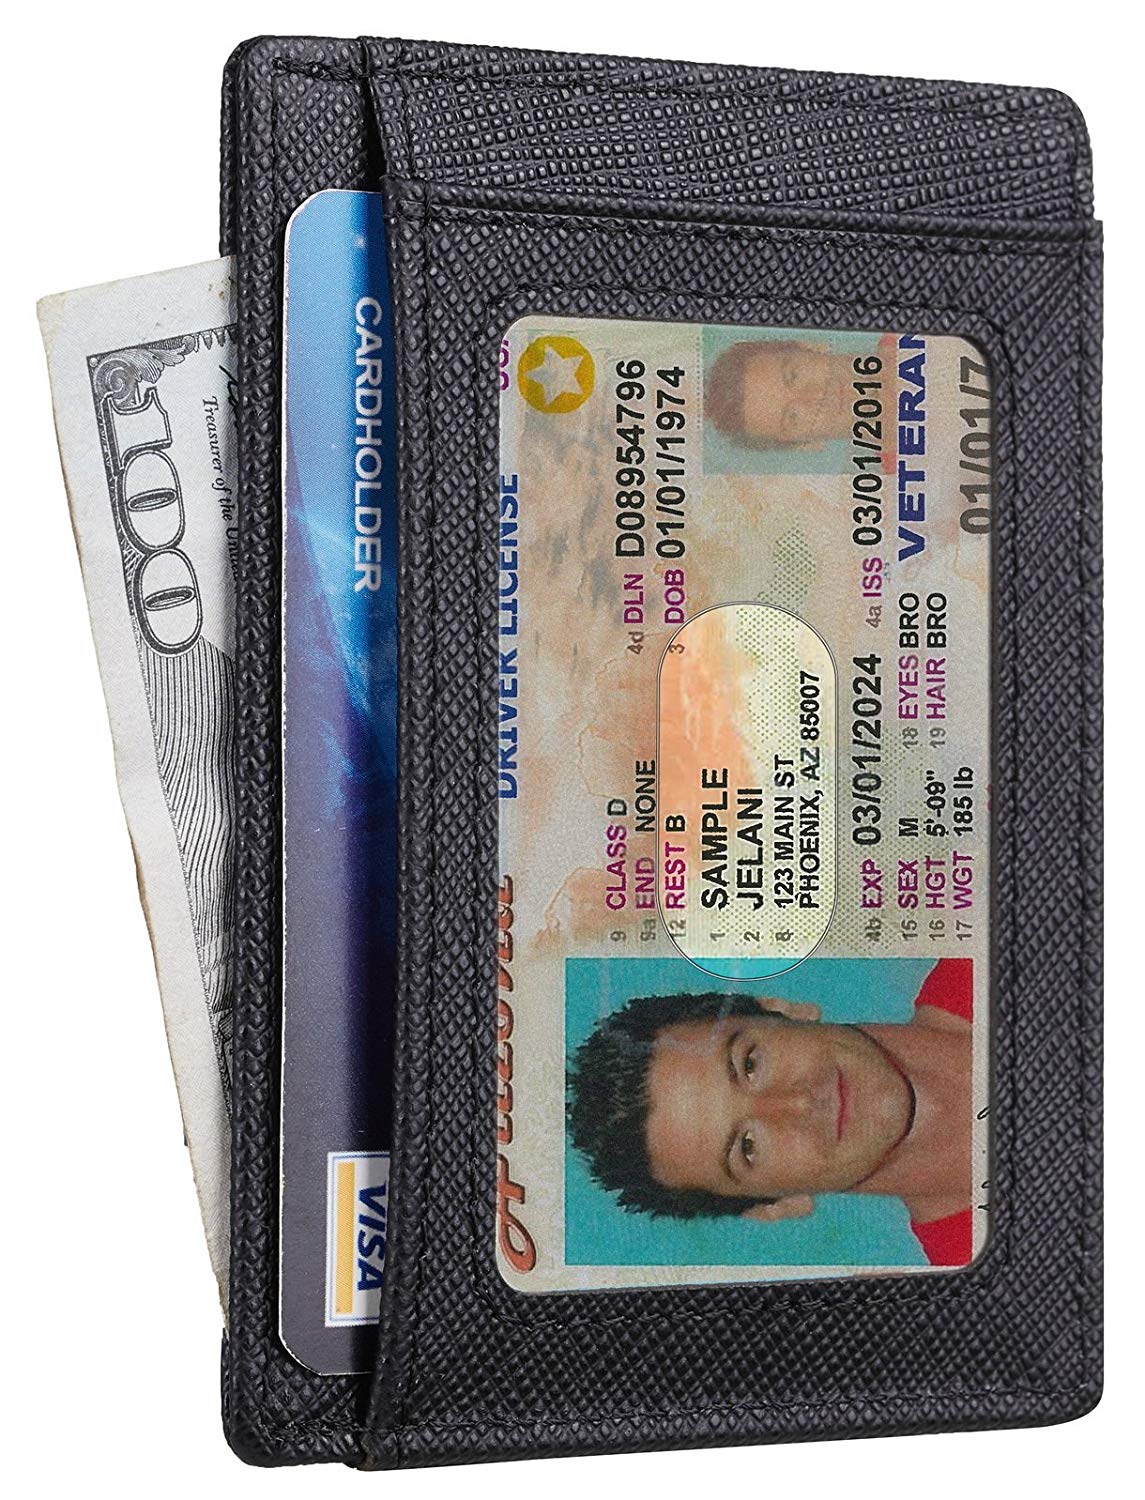 100
Treasurer of the
CARDHOLDER
VISA
Arizona
DRIVER LICENSE
9 CLASS D
4d DLN D08954796
9a END NONE
3 DOB 01/01/1974
12 REST B
1 SAMPLE
2 JELANI
8 123 MAIN ST
PHOENIX, AZ 85007
4b EXP 03/01/2024
4a ISS 03/01/2016
15 SEX M
18 EYES BRO
VETERAN
16 HGT 5'-09"
19 HAIR BRO
17 WGT 185 lb
01/01/7